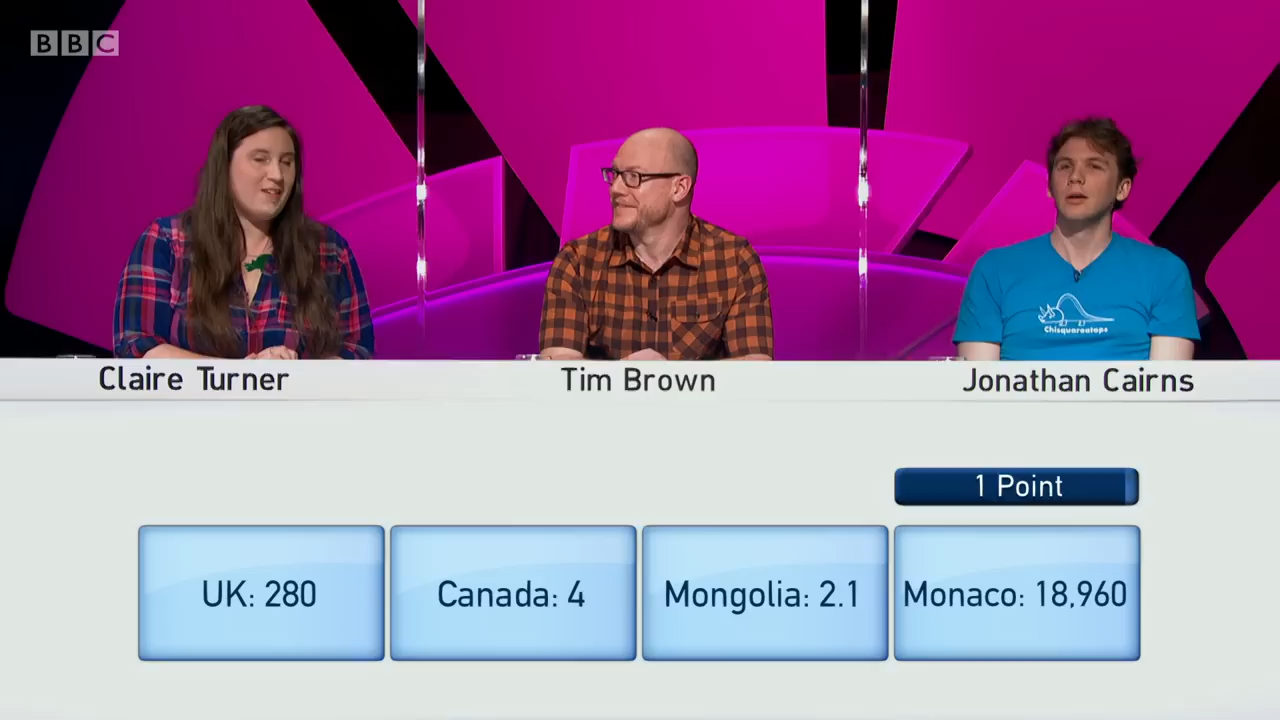 BBC
Claire Turner
Tim Brown
Jonathan Cairns
Chisquareatops
1 Point
UK: 280
Canada: 4
Mongolia: 2.1
Monaco: 18,960